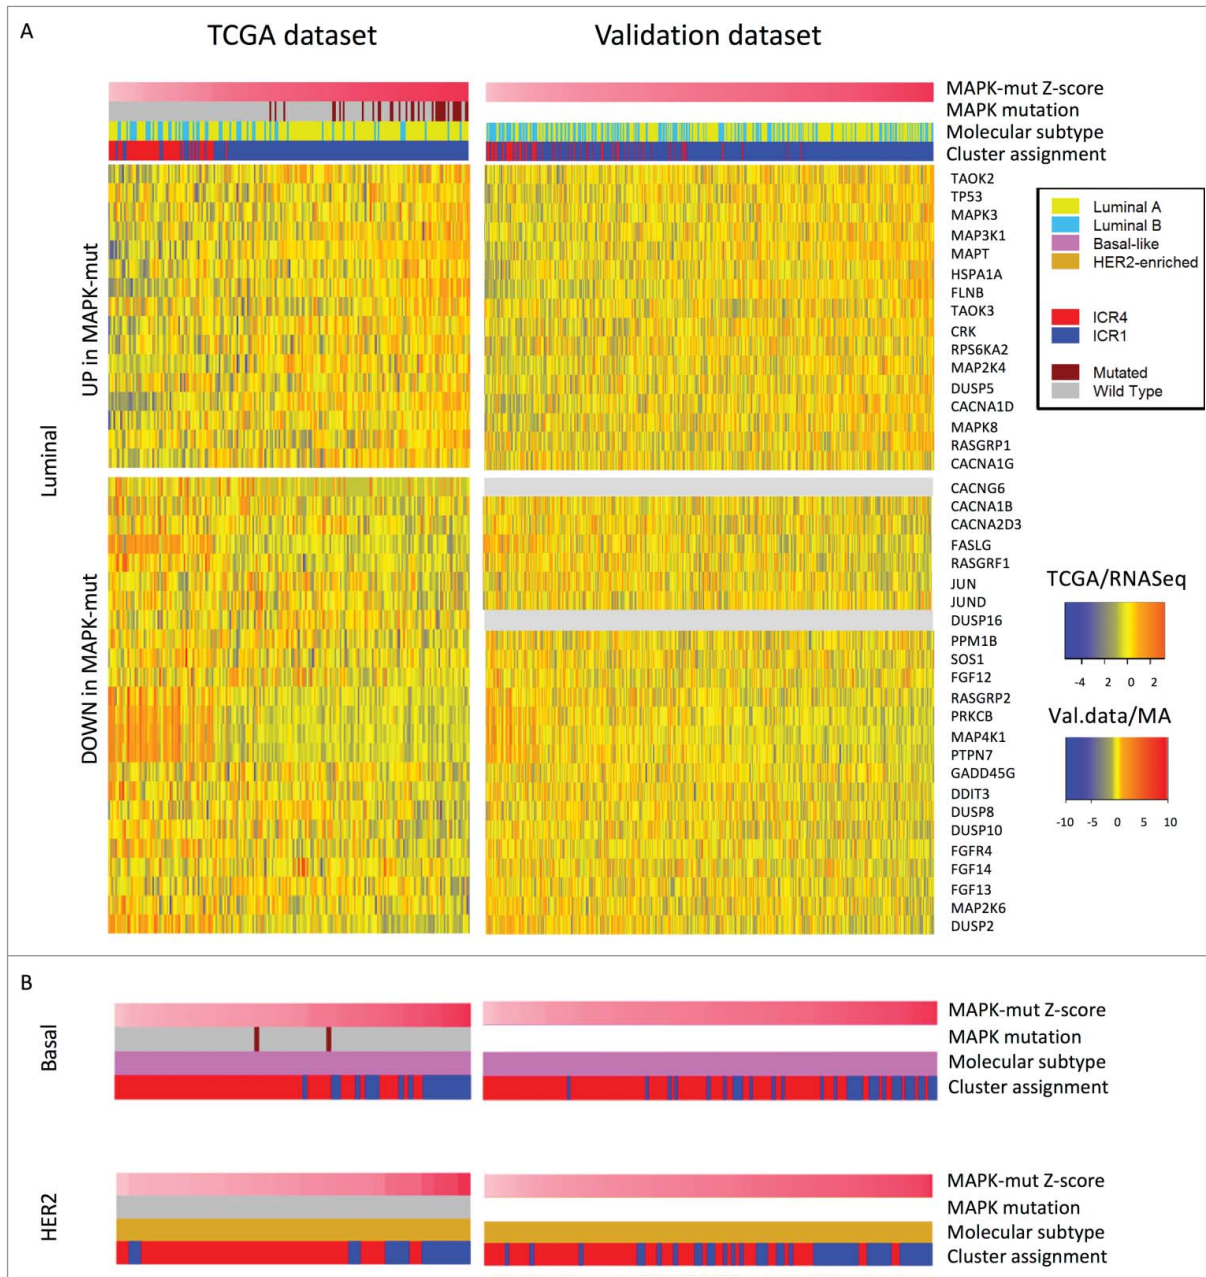 A
TCGA dataset
Validation dataset
MAPK-mut Z-score
MAPK mutation
Molecular subtype
Cluster assignment
Luminal
UP in MAPK-mut
TAOK2
TP53
MAPK3
MAP3K1
MAPT
HSPA1A
FLNB
TAOK3
CRK
RPS6KA2
MAP2K4
DUSP5
CACNA1D
MAPK8
RASGRP1
CACNA1G
DOWN in MAPK-mut
CACNG6
CACNA1B
CACNA2D3
FASLG
RASGRF1
JUN
JUND
DUSP16
PPM1B
SOS1
FGF12
RASGRP2
PRKCB
MAP4K1
PTPN7
GADD45G
DDIT3
DUSP8
DUSP10
FGFR4
FGF14
FGF13
MAP2K6
DUSP2
Luminal A
Luminal B
Basal-like
HER2-enriched
ICR4
ICR1
Mutated
Wild Type
TCGA/RNASeq
-4 -2 0 2
Val.data/MA
-10 -5 0 5 10
B
Basal
MAPK-mut Z-score
MAPK mutation
Molecular subtype
Cluster assignment
HER2
MAPK-mut Z-score
MAPK mutation
Molecular subtype
Cluster assignment